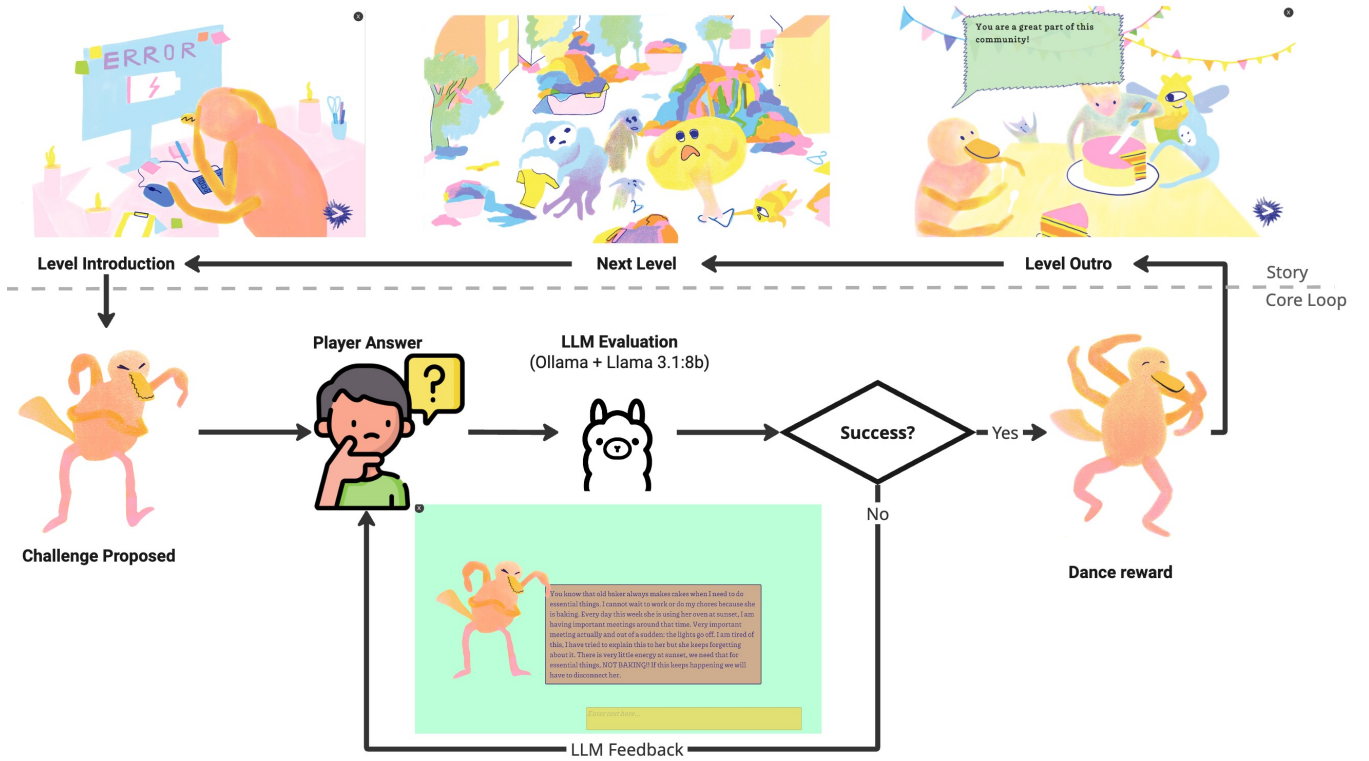 ERROR
You are a great part of this
community!
Level Introduction
Next Level
Level Outro
Story
Core Loop
Player Answer
?
LLM Evaluation
(Ollama + Llama 3.1:8b)
Success?
Yes
No
Challenge Proposed
Dance reward
You know that old baker always makes cakes when I need to do
essential things. I cannot wait to work or do my chores because she
is baking. Every day this week she is using her oven at sunset, I am
having important meetings around that time. Very important
meeting actually and out of a sudden: the lights go off. I am tired of
this, I have tried to explain this to her but she keeps forgetting
about it. There is very little energy at sunset, we need that for
essential things, NOT BAKING!! If this keeps happening we will
have to disconnect her.
Enter text here...
LLM Feedback